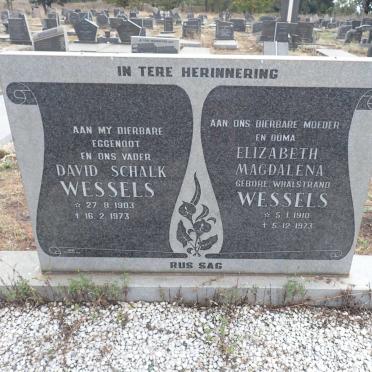 IN TERE HERINNERING
AAN MY DIERBARE
EGGENOOT
EN ONS VADER
DAVID SCHALK
WESSELS
☆ 27.9.1903
✝ 16.2.1973
AAN ONS DIERBARE MOEDER
EN OUMA
ELIZABETH
MAGDALENA
GEBORE WHALSTRAND
WESSELS
☆ 5.1.1910
✝ 5.12.1973
RUS SAG